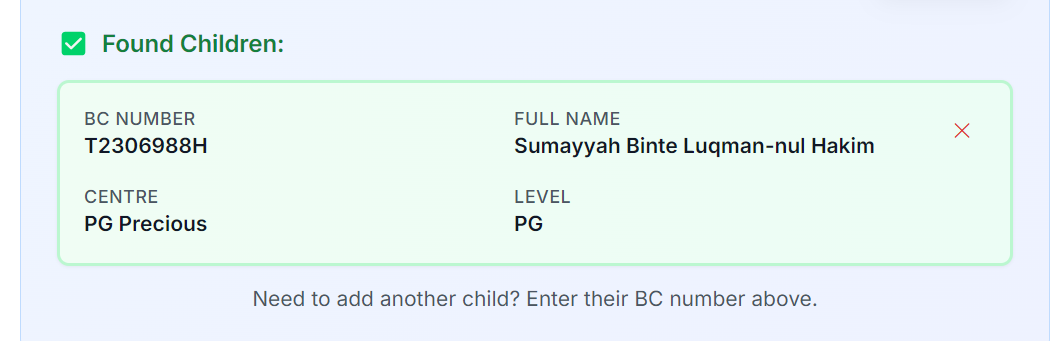 Found Children:
BC NUMBER
T2306988H
FULL NAME
Sumayyah Binte Luqman-nul Hakim
CENTRE
PG Precious
LEVEL
PG
Need to add another child? Enter their BC number above.